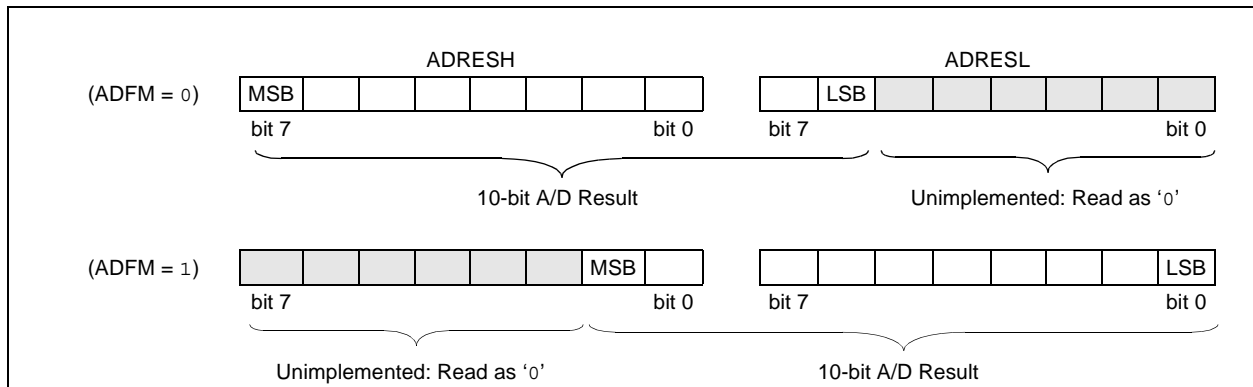 ADRESH ADRESL
(ADFM = 0) MSB LSB
bit 7 bit 0 bit 7 bit 0
10-bit A/D Result Unimplemented: Read as ‘0’
(ADFM = 1) MSB LSB
bit 7 bit 0 bit 7 bit 0
Unimplemented: Read as ‘0’ 10-bit A/D Result